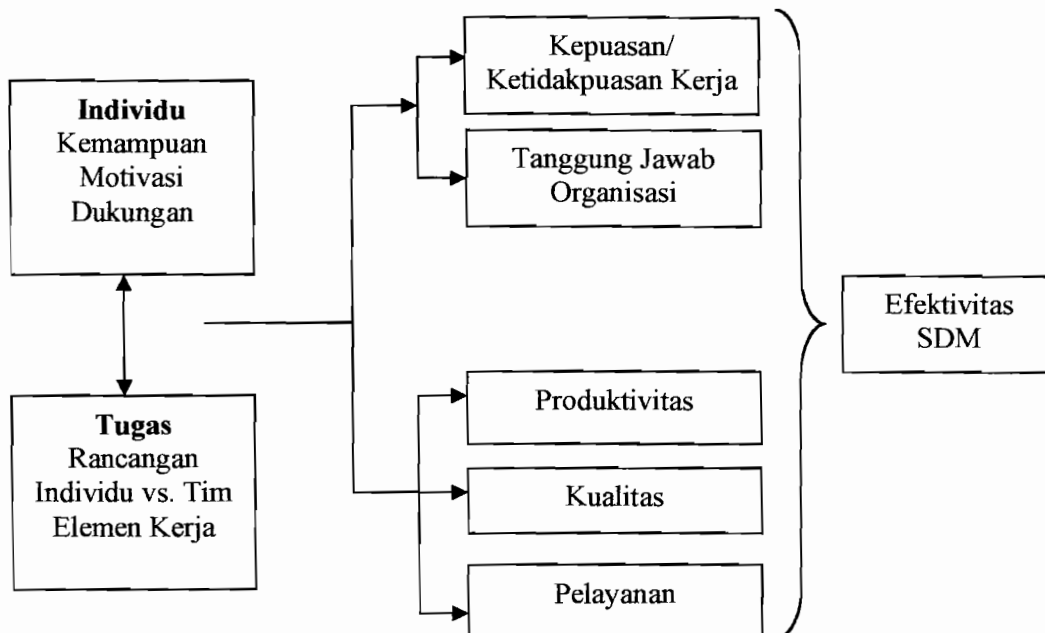 Individu
Kemampuan
Motivasi
Dukungan
Tugas
Rancangan
Individu vs. Tim
Elemen Kerja
Kepuasan/
Ketidakpuasan Kerja
Tanggung Jawab
Organisasi
Produktivitas
Kualitas
Pelayanan
Efektivitas
SDM